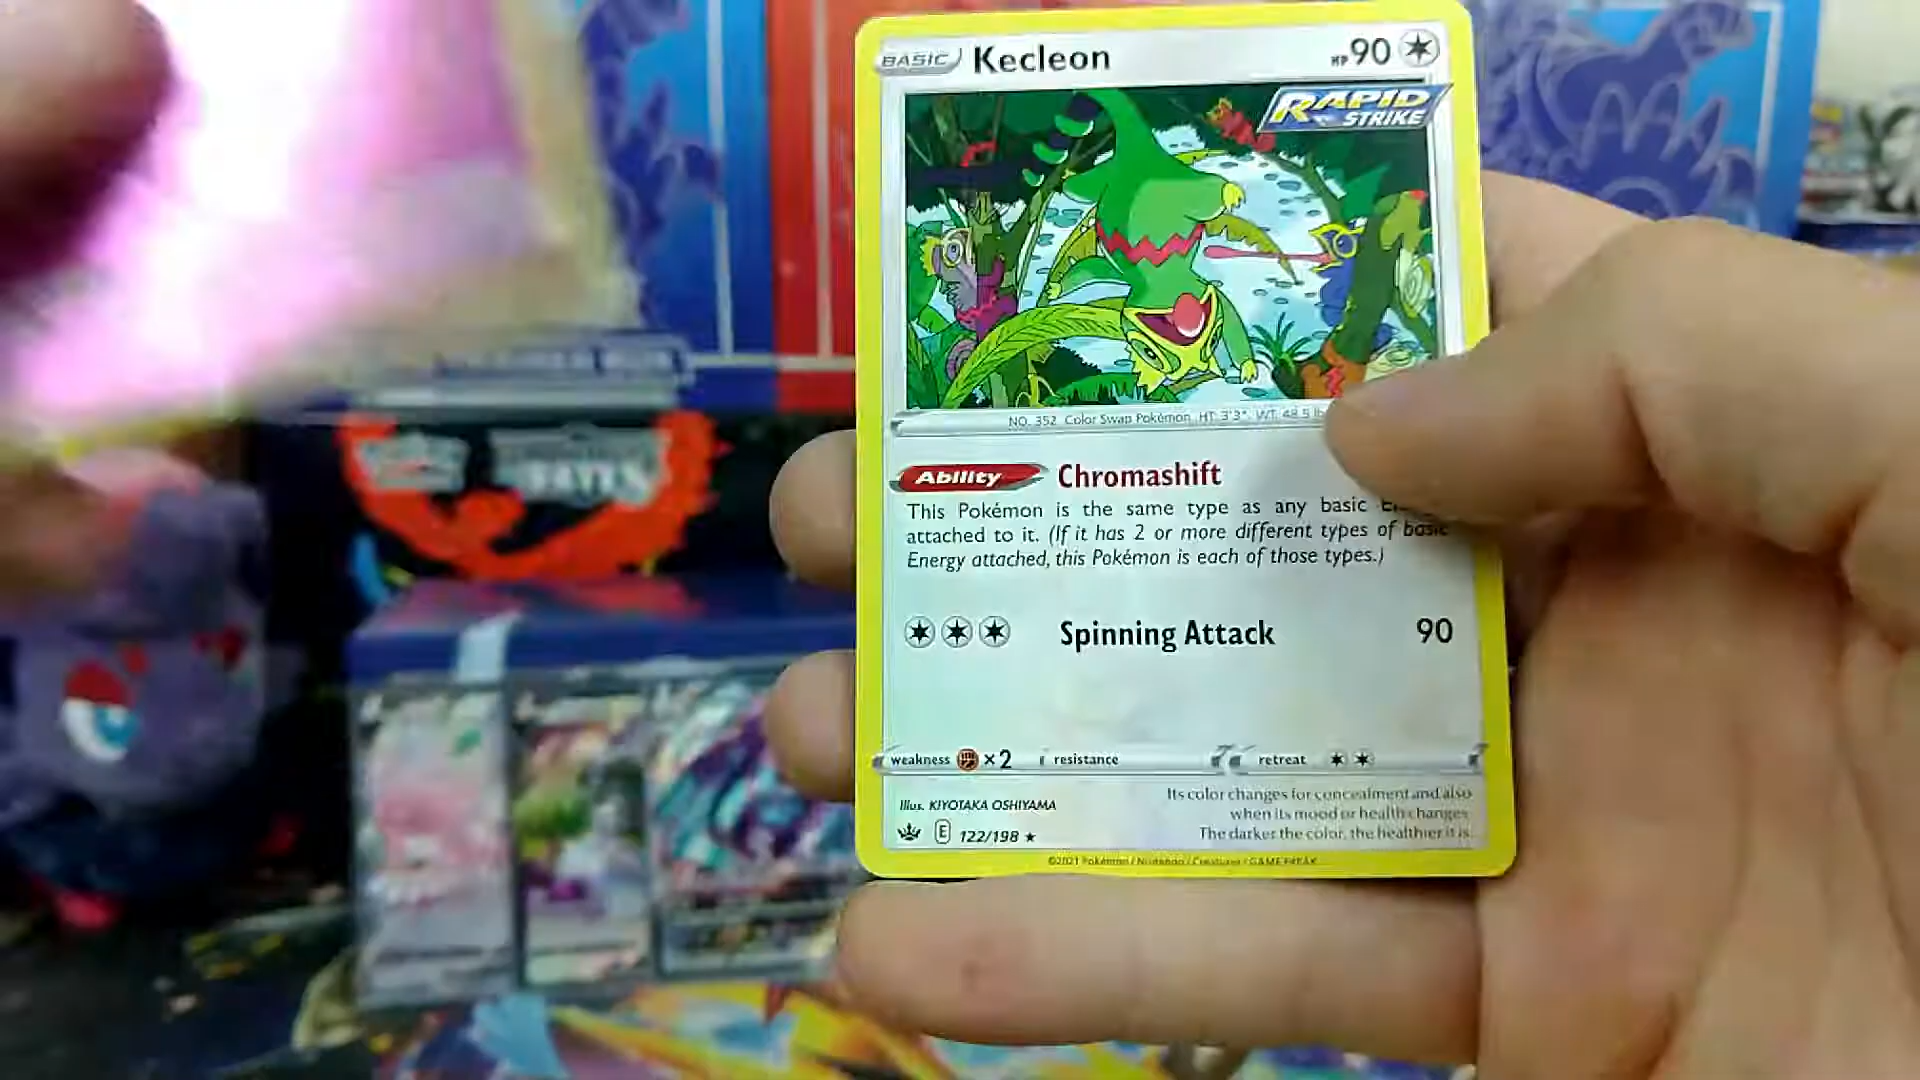 BASIC Kecleon HP 90
RAPID
STRIKE
NO. 352 Color Swap Pokémon HT: 3'3" WT: 48.5
Ability Chromashift
This Pokémon is the same type as any basic
attached to it. (If it has 2 or more different types of basic
Energy attached, this Pokémon is each of those types.)
Spinning Attack 90
weakness ×2 resistance retreat
Illus. KIYOTAKA OSHIYAMA
E 122/198 ★
Its color changes for concealment and also
when its mood or health changes.
The darker the color, the healthier it is.
©2021 Pokémon / Nintendo / Creatures / GAME FREAK